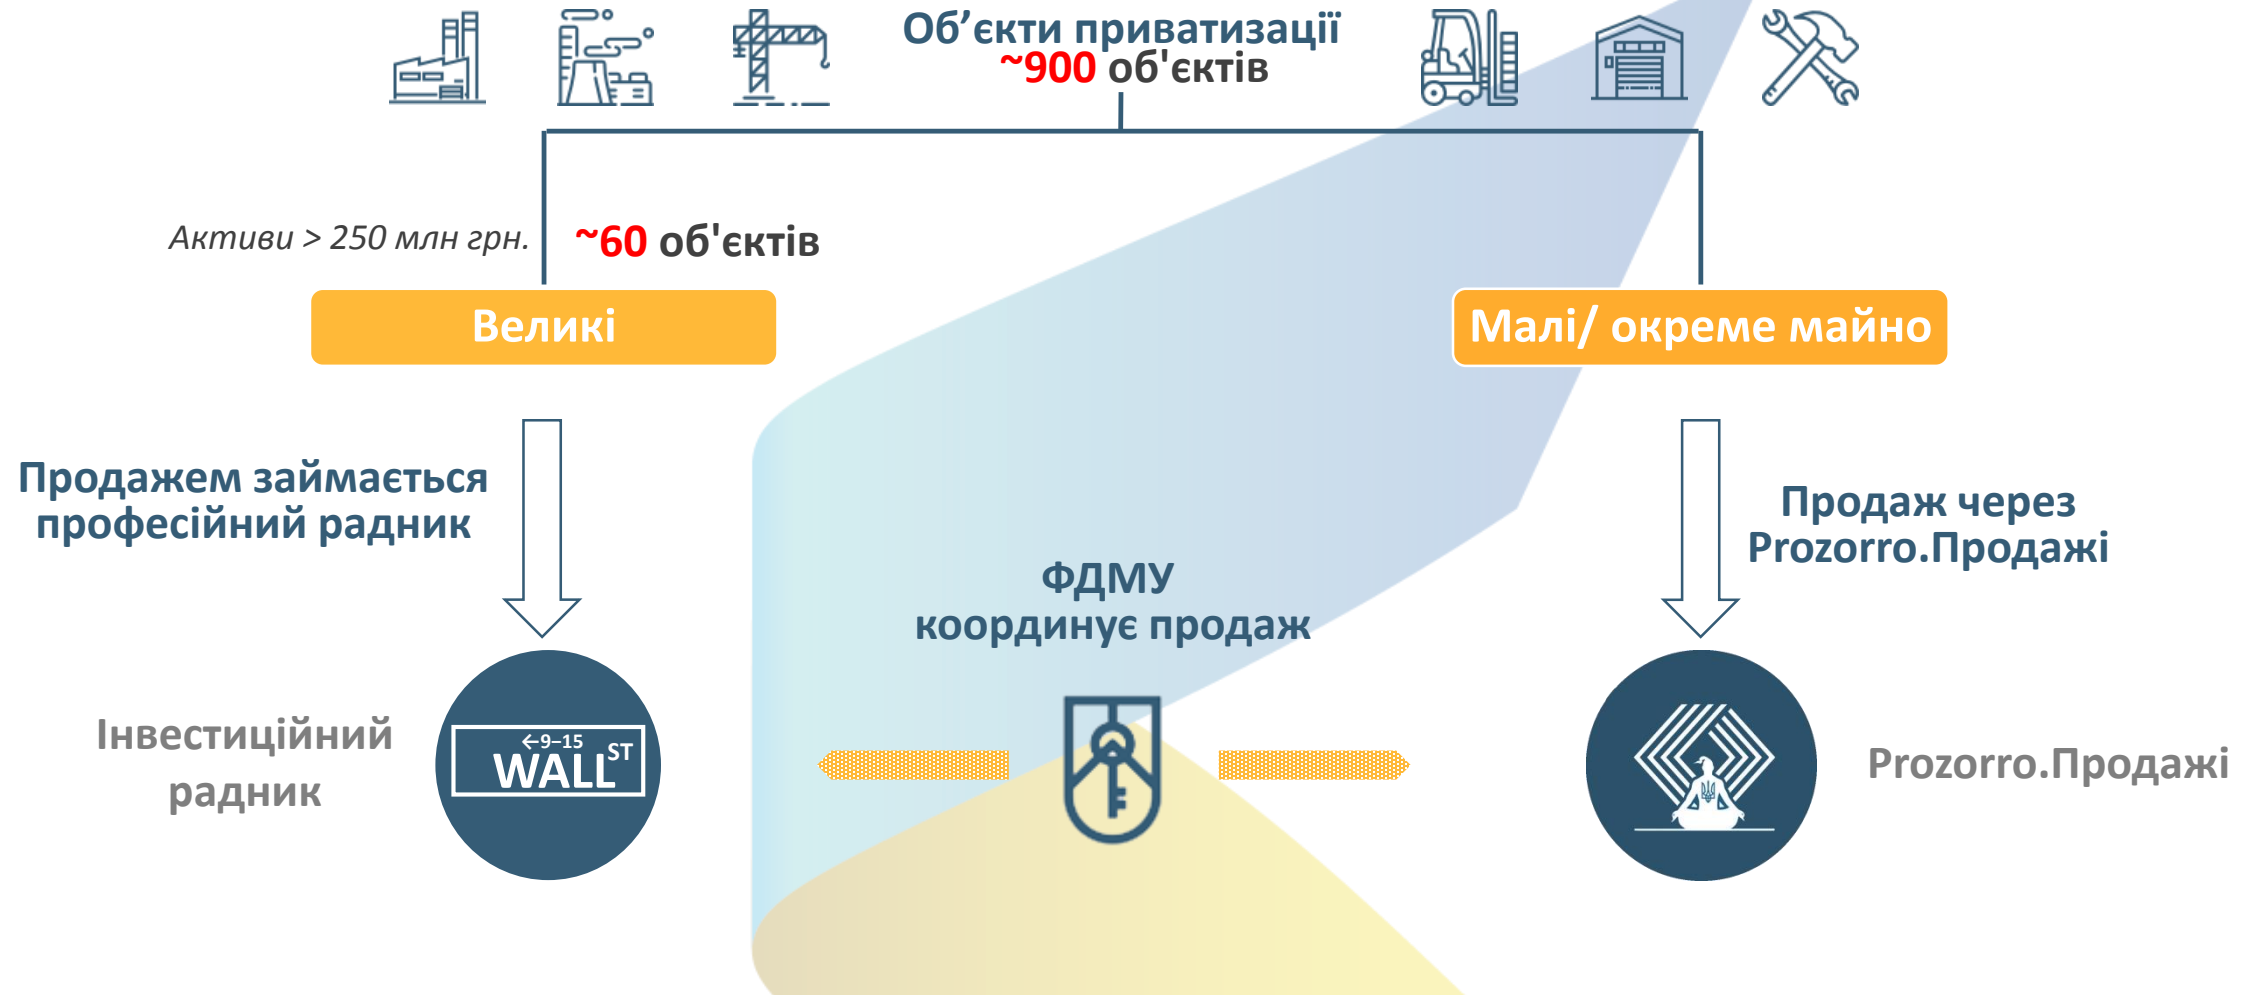 Об’єкти приватизації
~900 об'єктів
Активи > 250 млн грн.
~60 об'єктів
Великі
Малі/ окреме майно
Продажем займається
професійний радник
Продаж через
Prozorro.Продажі
ФДМУ
координує продаж
Інвестиційний
радник
←9–15
WALL ST
Prozorro.Продажі